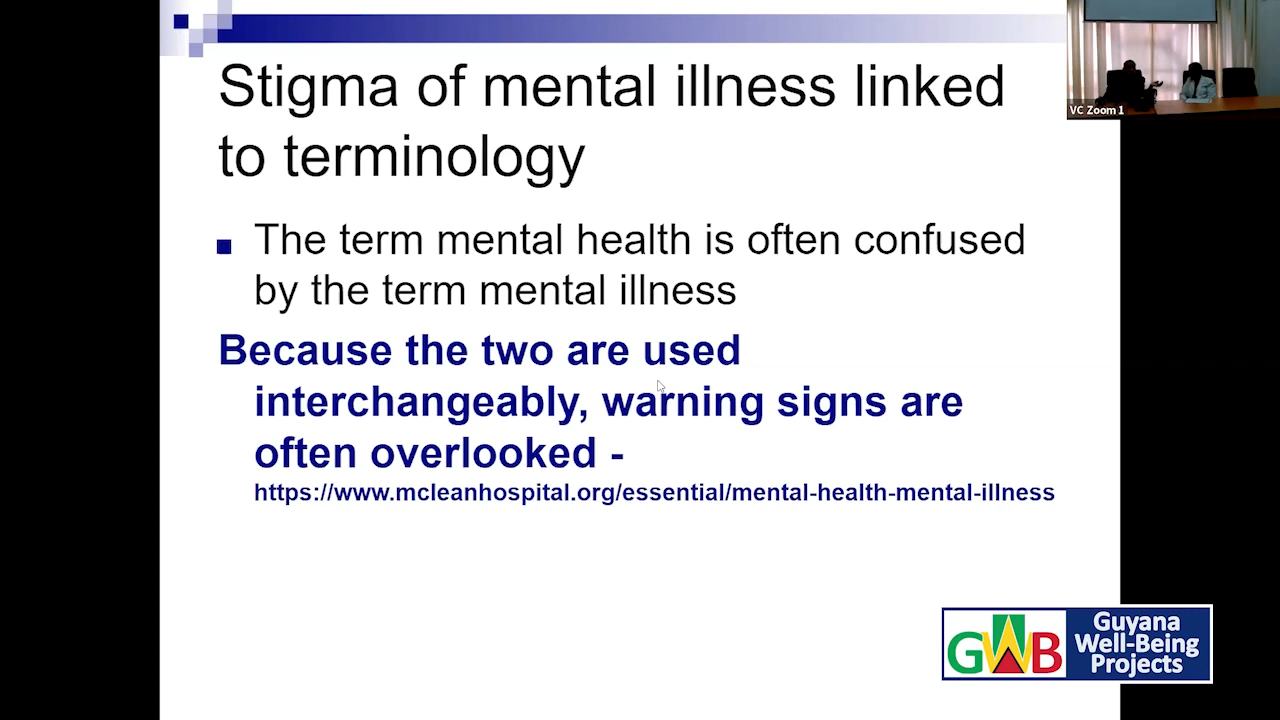 Stigma of mental illness linked
to terminology
The term mental health is often confused
by the term mental illness
Because the two are used
interchangeably, warning signs are
often overlooked -
https://www.mcleanhospital.org/essential/mental-health-mental-illness
VC Zoom 1
GWB
Guyana
Well-Being
Projects